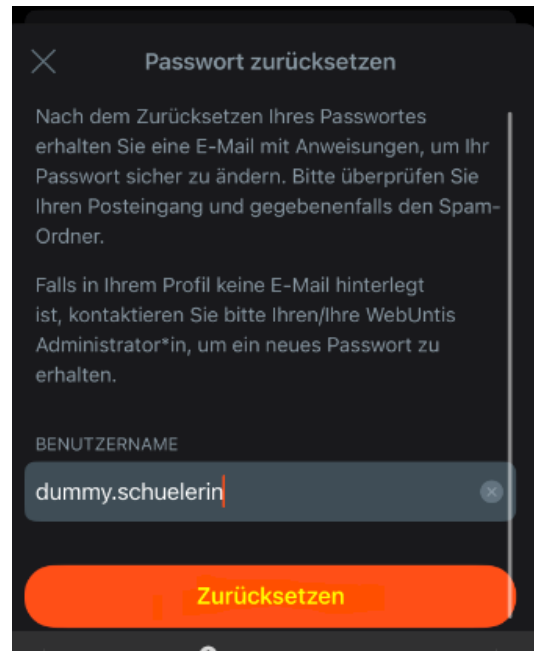 Passwort zurücksetzen
Nach dem Zurücksetzen Ihres Passwortes
erhalten Sie eine E-Mail mit Anweisungen, um Ihr
Passwort sicher zu ändern. Bitte überprüfen Sie
Ihren Posteingang und gegebenenfalls den Spam-
Ordner.
Falls in Ihrem Profil keine E-Mail hinterlegt
ist, kontaktieren Sie bitte Ihren/Ihre WebUntis
Administrator*in, um ein neues Passwort zu
erhalten.
BENUTZERNAME
dummy.schuelerin
Zurücksetzen